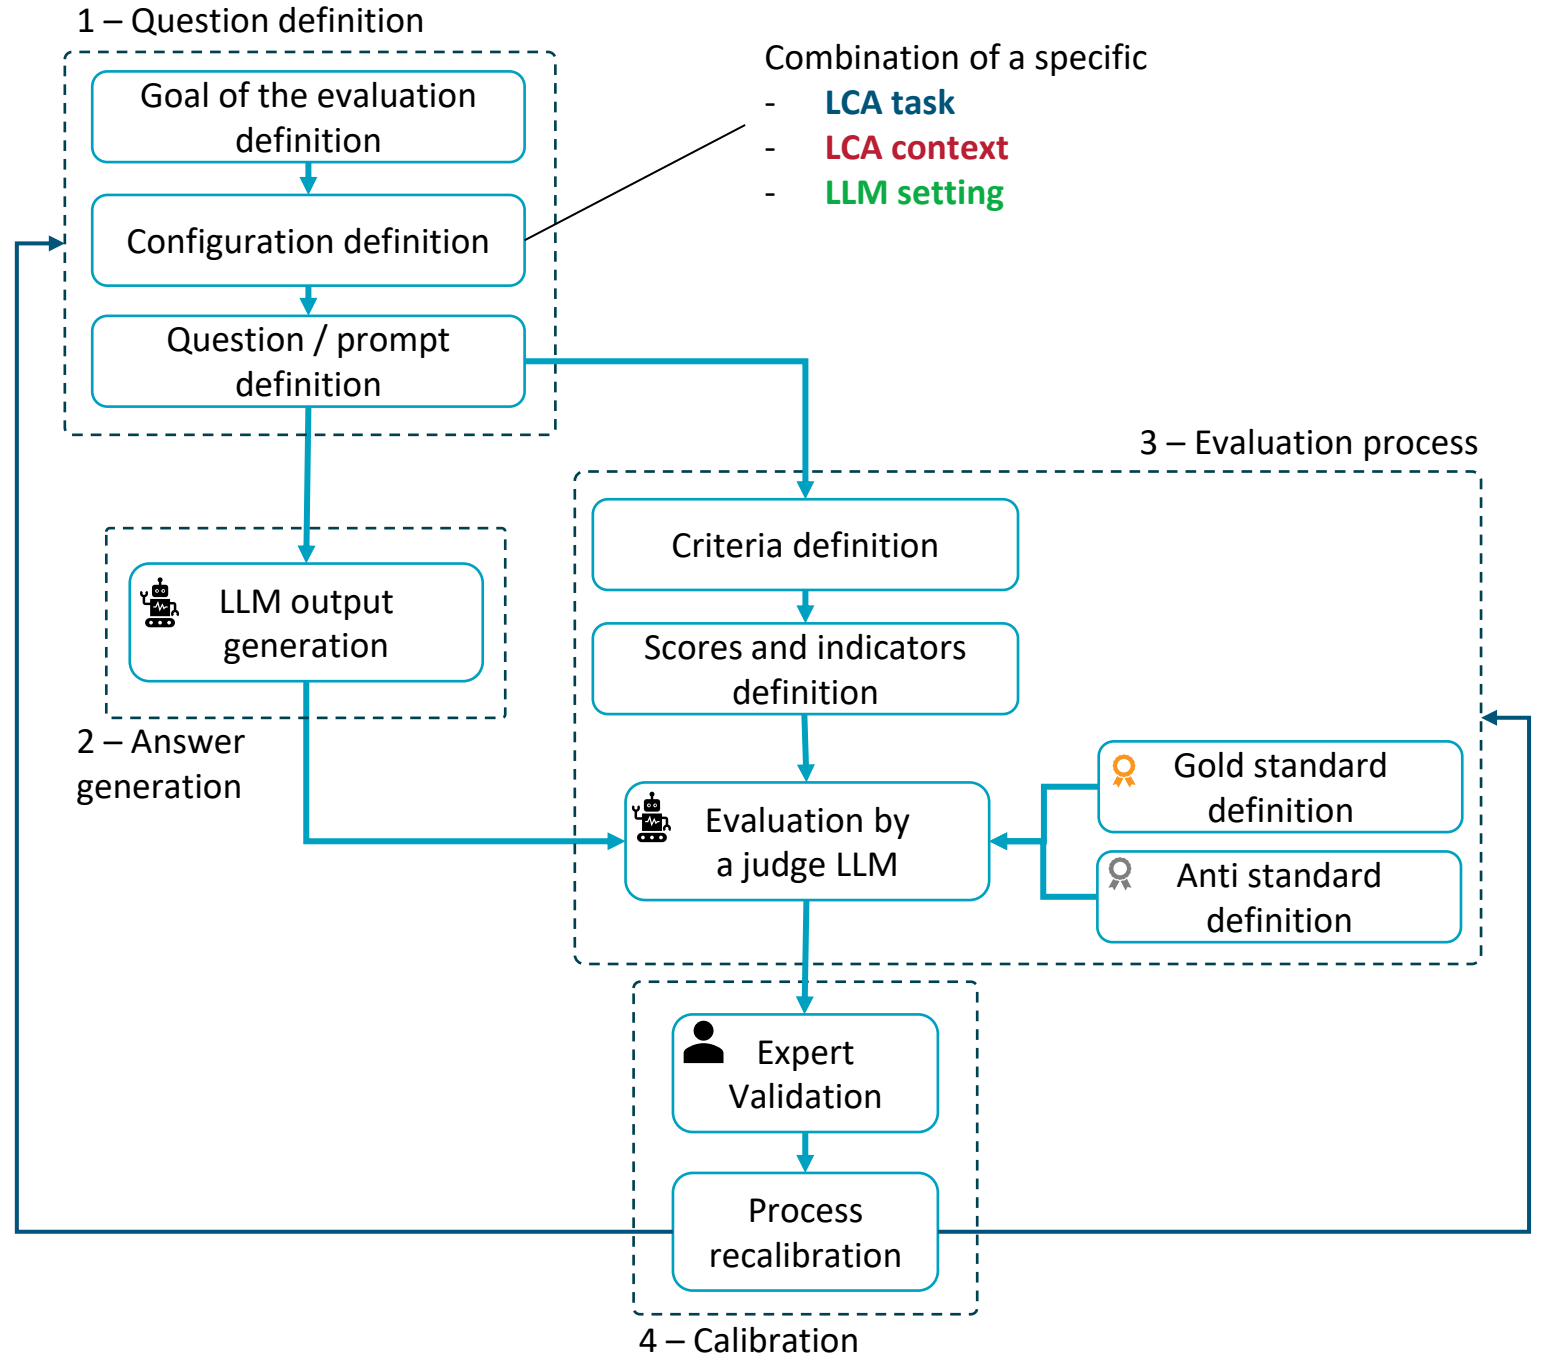 1 – Question definition
Goal of the evaluation
definition
Configuration definition
Question / prompt
definition
Combination of a specific
- LCA task
- LCA context
- LLM setting
LLM output
generation
2 – Answer
generation
3 – Evaluation process
Criteria definition
Scores and indicators
definition
Evaluation by
a judge LLM
Gold standard
definition
Anti standard
definition
Expert
Validation
Process
recalibration
4 – Calibration